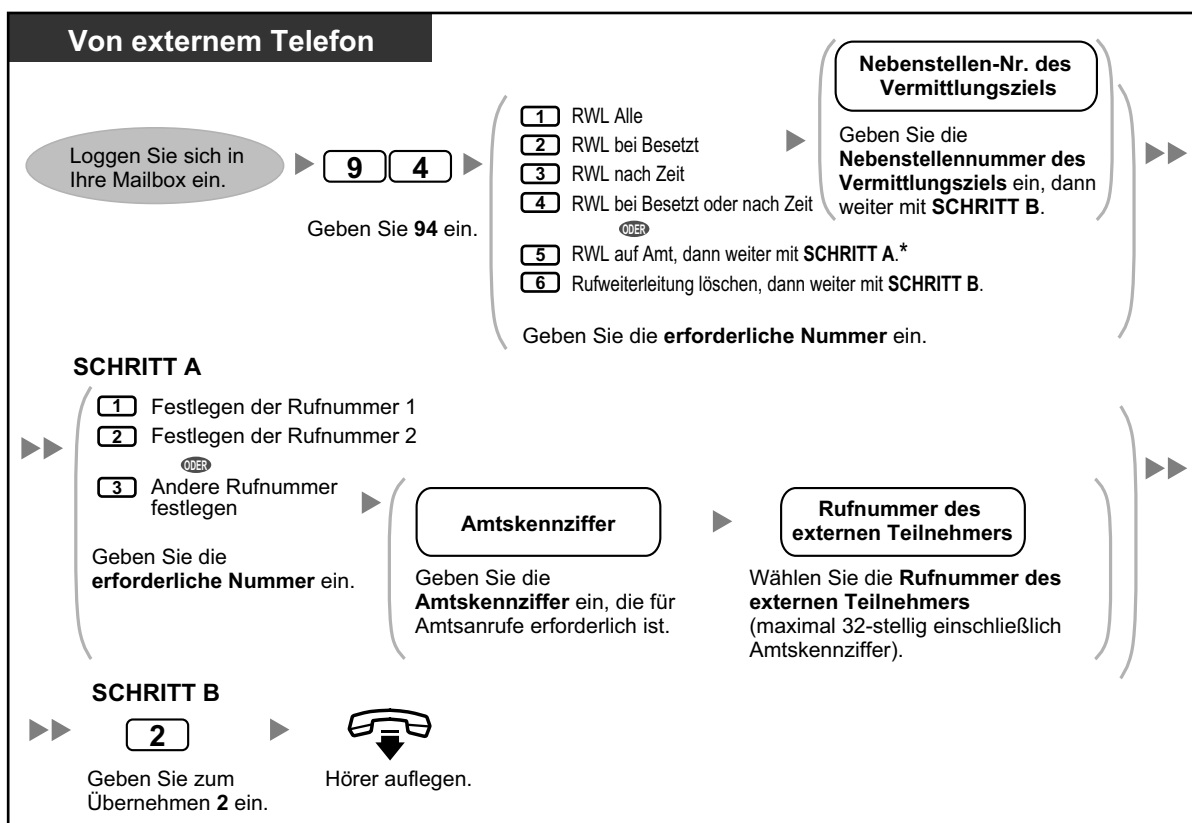 Von externem Telefon
Loggen Sie sich in
Ihre Mailbox ein.
9 4
Geben Sie 94 ein.
1 RWL Alle
2 RWL bei Besetzt
3 RWL nach Zeit
4 RWL bei Besetzt oder nach Zeit
ODER
5 RWL auf Amt, dann weiter mit SCHRITT A.*
6 Rufweiterleitung löschen, dann weiter mit SCHRITT B.
Geben Sie die erforderliche Nummer ein.
Nebenstellen-Nr. des
Vermittlungsziels
Geben Sie die
Nebenstellennummer des
Vermittlungsziels ein, dann
weiter mit SCHRITT B.
SCHRITT A
1 Festlegen der Rufnummer 1
2 Festlegen der Rufnummer 2
ODER
3 Andere Rufnummer
festlegen
Geben Sie die
erforderliche Nummer ein.
Amtskennziffer
Geben Sie die
Amtskennziffer ein, die für
Amtsanrufe erforderlich ist.
Rufnummer des
externen Teilnehmers
Wählen Sie die Rufnummer des
externen Teilnehmers
(maximal 32-stellig einschließlich
Amtskennziffer).
SCHRITT B
2
Geben Sie zum
Übernehmen 2 ein.
Hörer auflegen.